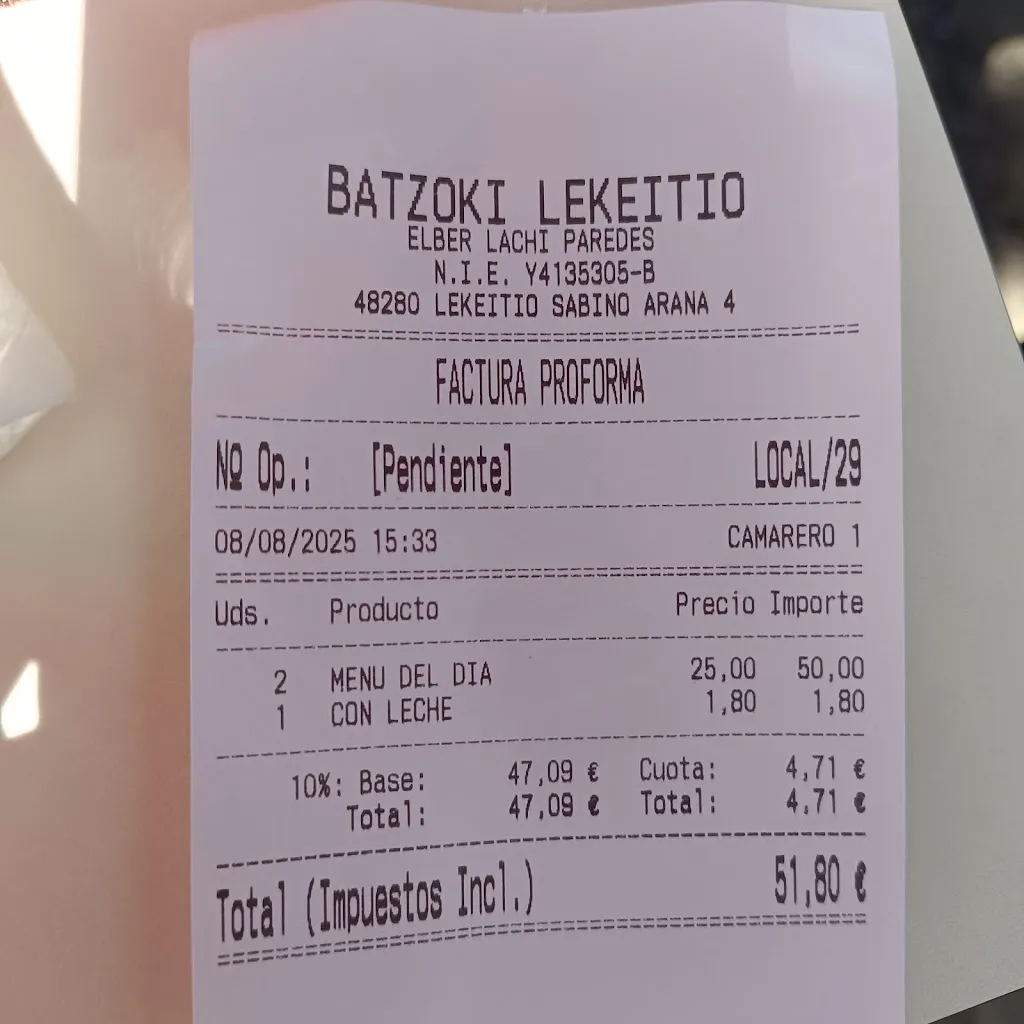 BATZOKI LEKEITIO
ELBER LACHI PAREDES
N.I.E. Y4135305-B
48280 LEKEITIO SABINO ARANA 4
FACTURA PROFORMA
Nº Op.: [Pendiente] LOCAL/29
08/08/2025 15:33 CAMARERO 1
Uds. Producto Precio Importe
2 MENU DEL DIA 25,00 50,00
1 CON LECHE 1,80 1,80
10%: Base: 47,09 € Cuota: 4,71 €
Total: 47,09 € Total: 4,71 €
Total (Impuestos Incl.) 51,80 €